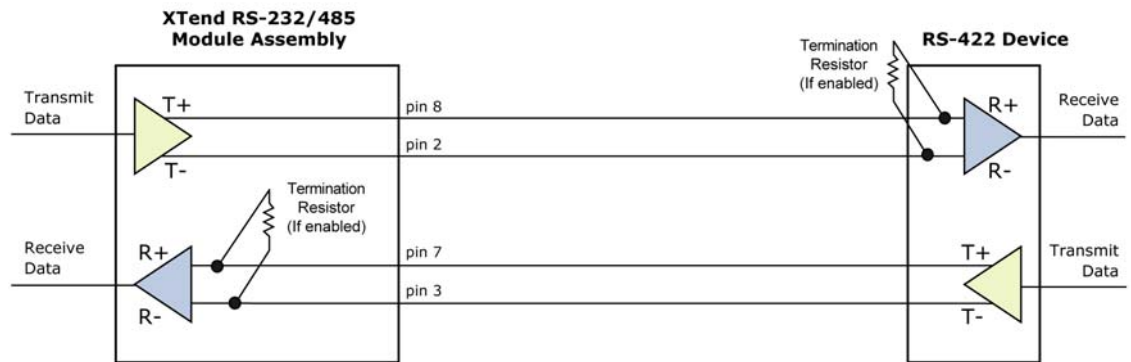 XTend RS-232/485
Module Assembly
RS-422 Device
Termination
Resistor
(If enabled)
Transmit
Data
T+
T-
pin 8
pin 2
R+
R-
Receive
Data
Termination
Resistor
(If enabled)
Receive
Data
R+
R-
pin 7
pin 3
T+
T-
Transmit
Data